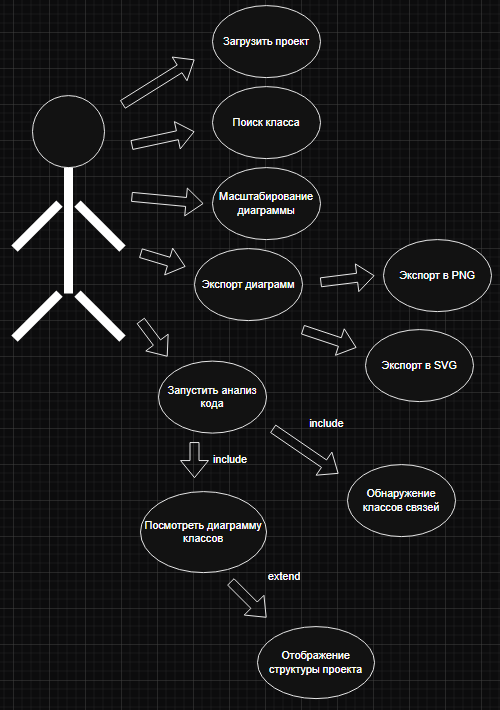 Загрузить проект
Поиск класса
Масштабирование
диаграммы
Экспорт диаграмм
Экспорт в PNG
Экспорт в SVG
Запустить анализ
кода
include
include
Обнаружение
классов связей
Посмотреть диаграмму
классов
extend
Отображение
структуры проекта